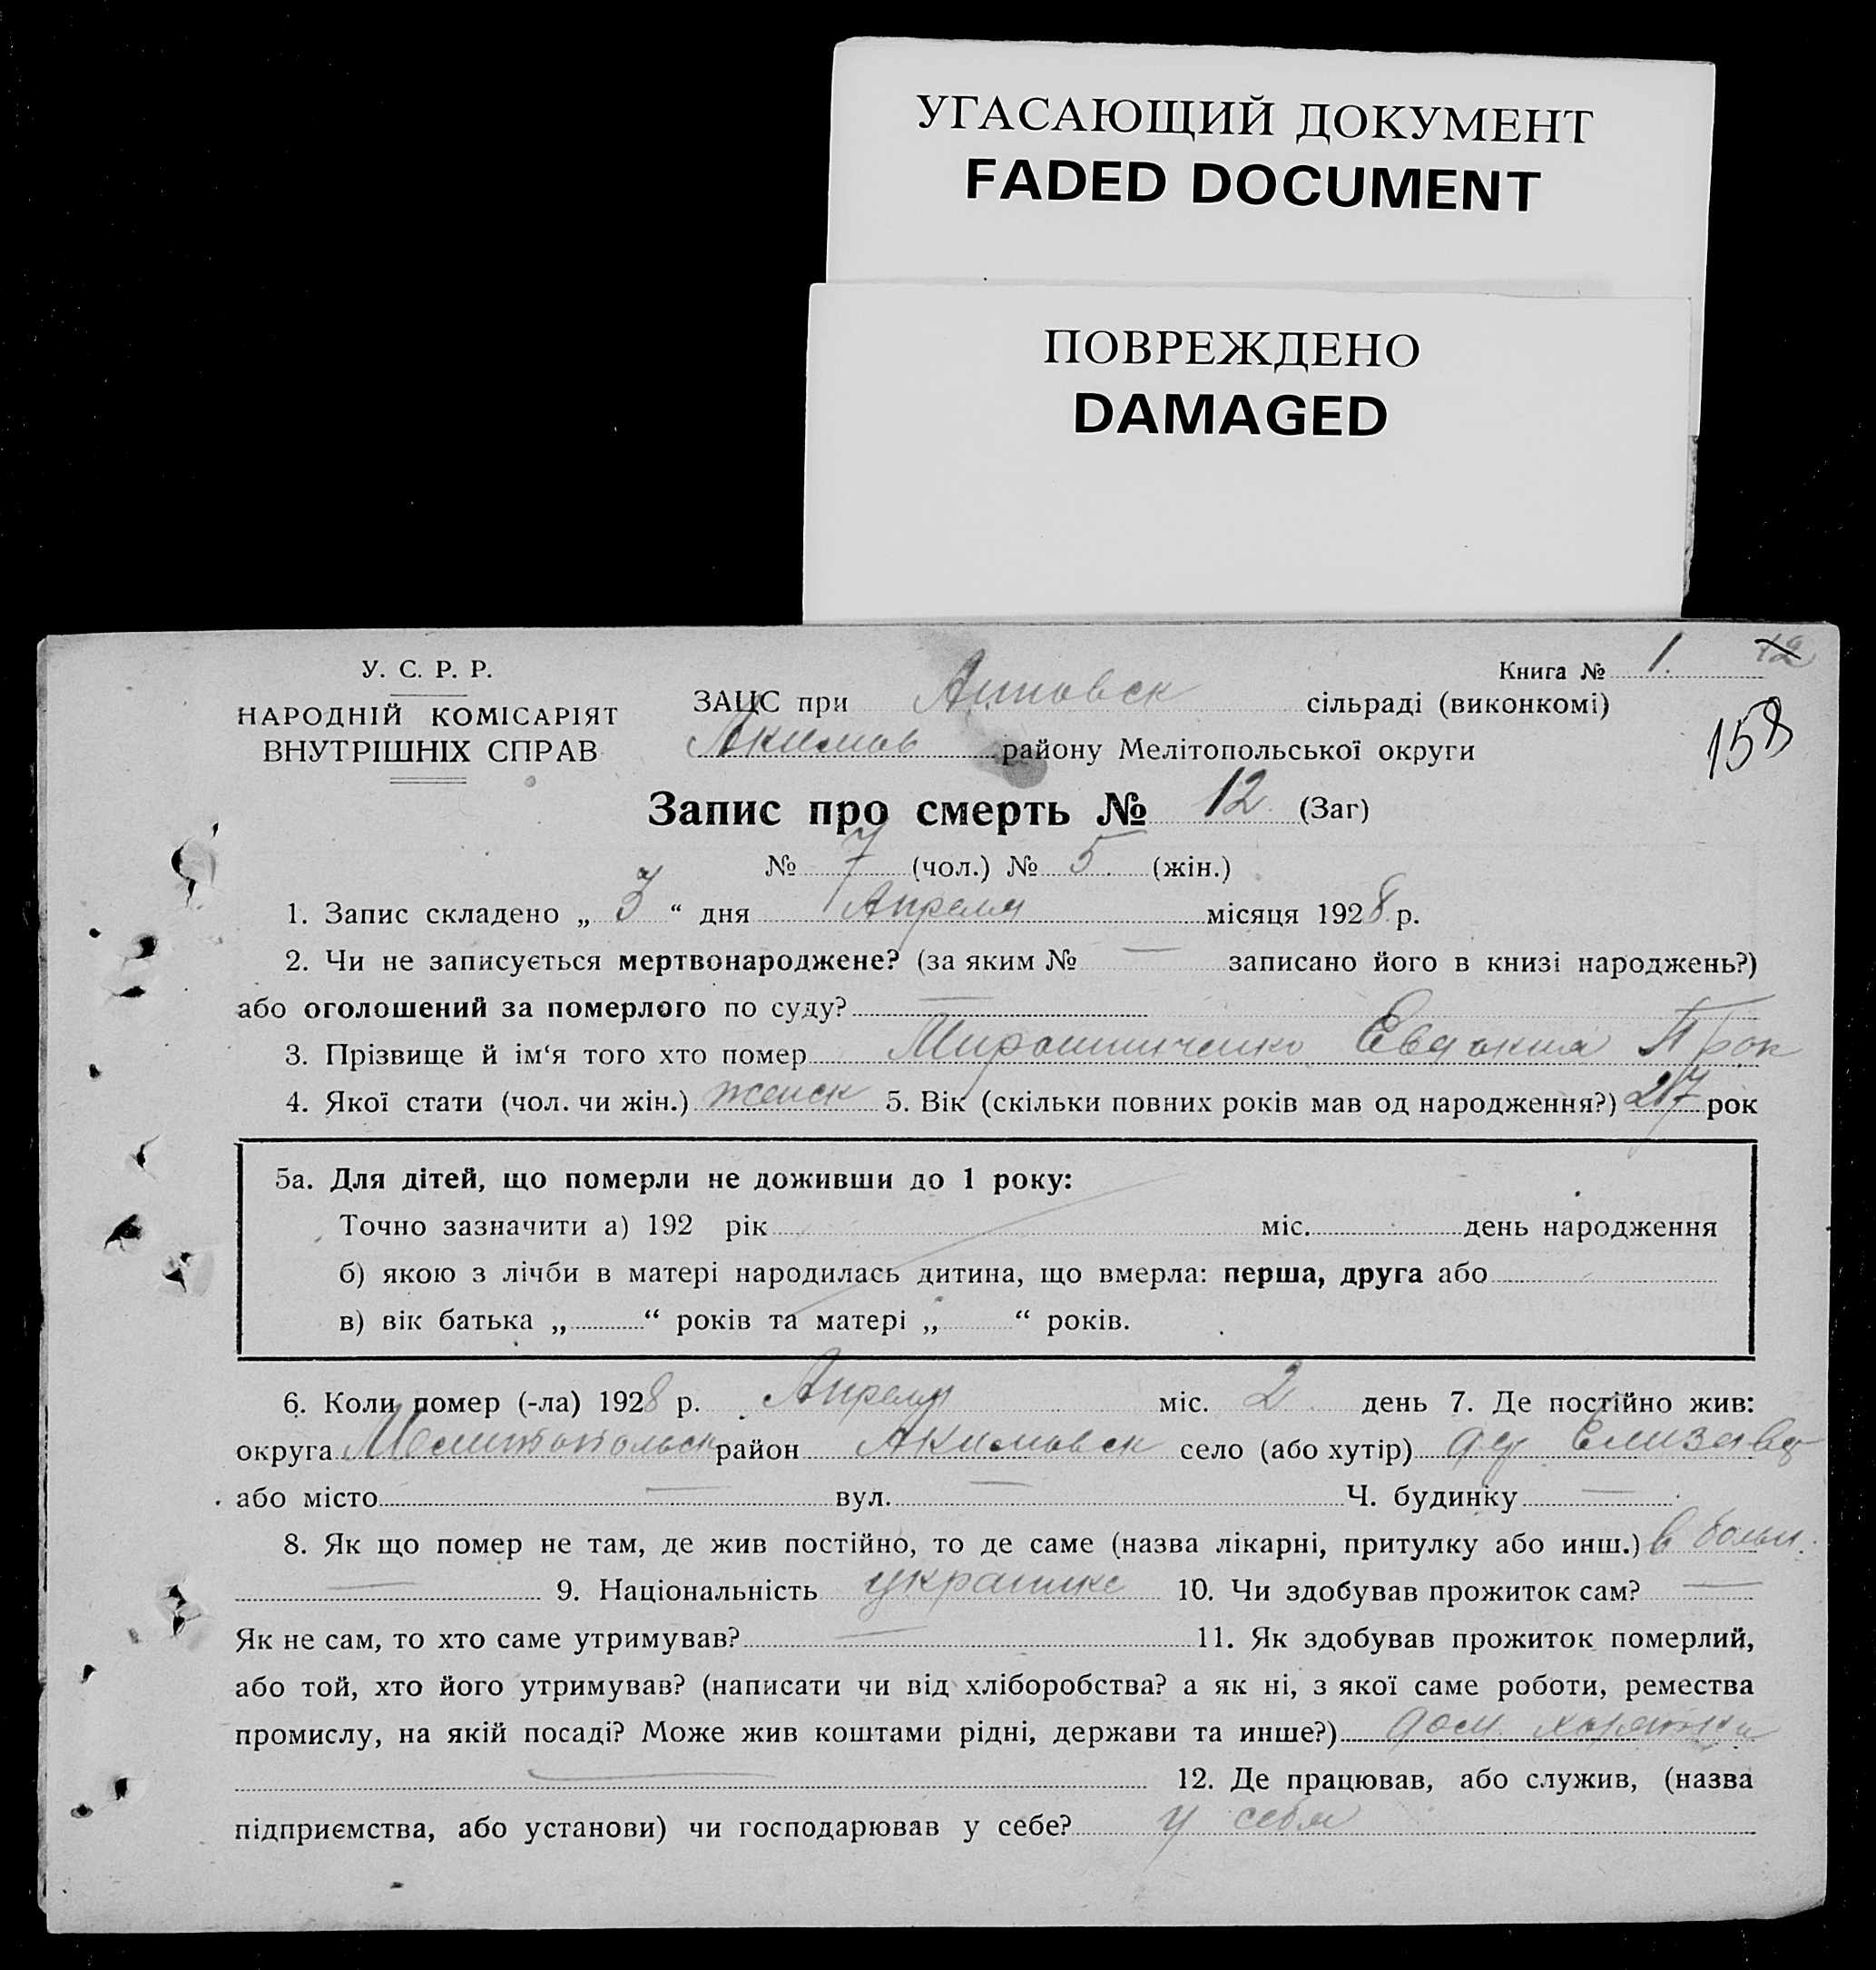 УГАСАЮЩИЙ ДОКУМЕНТ
FADED DOCUMENT
ПОВРЕЖДЕНО
DAMAGED
У. С. Р. Р.
НАРОДНІЙ КОМІСАРІЯТ
ВНУТРІШНІХ СПРАВ
Книга № 1. 12
158
ЗАЦС при сільраді (виконкомі)
Акимов району Мелітопольської округи
Запис про смерть № 12 (Заг)
№ 7 (чол.) № 5 (жін.)
1. Запис складено „ 3 “ дня Апреля місяця 1928 р.
2. Чи не записується мертвонароджене? (за яким № — записано його в книзі народжень?)
або оголошений за померлого по суду? —
3. Прізвище й ім‘я того хто помер Мирошниченко Евдокия Прок
4. Якої стати (чол. чи жін.) женск 5. Вік (скільки повних років мав од народження?) 27 рок
5а. Для дітей, що померли не доживши до 1 року:
Точно зазначити а) 192 рік міс. день народження
б) якою з лічби в матері народилась дитина, що вмерла: перша, друга або
в) вік батька „ “ років та матері „ “ років.
6. Коли помер (-ла) 1928 р. Апреля міс. 2 день 7. Де постійно жив:
округа Мелитопольск район Акимовск село (або хутір) Елизавет
або місто — вул. — Ч. будинку —
8. Як що помер не там, де жив постійно, то де саме (назва лікарні, притулку або инш.) в больн.
— 9. Національність украинка 10. Чи здобував прожиток сам? —
Як не сам, то хто саме утримував? — 11. Як здобував прожиток померлий,
або той, хто його утримував? (написати чи від хліборобства? а як ні, з якої саме роботи, ремества
промислу, на якій посаді? Може жив коштами рідні, держави та инше?) дом.
— 12. Де працював, або служив, (назва
підприємства, або установи) чи господарював у себе? у себя